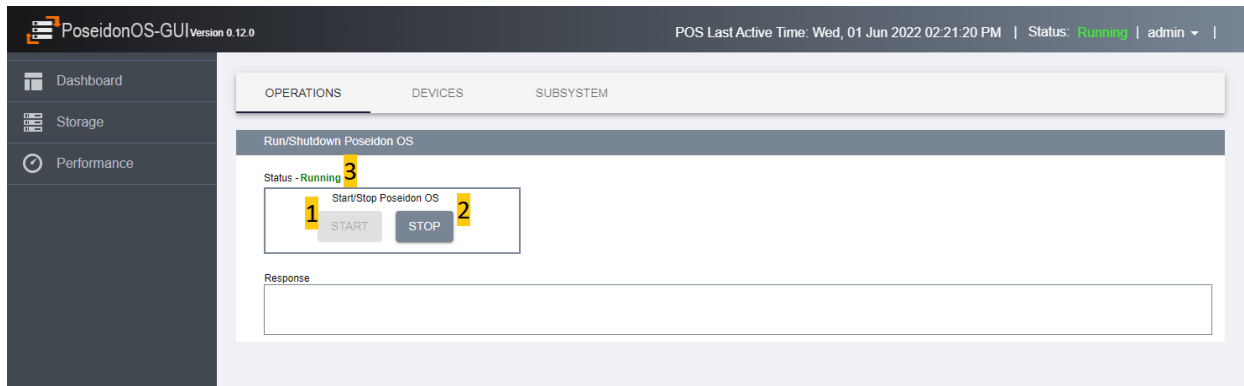 PoseidonOS-GUI Version 0.12.0
POS Last Active Time: Wed, 01 Jun 2022 02:21:20 PM | Status: Running | admin |
Dashboard
Storage
Performance
OPERATIONS DEVICES SUBSYSTEM
Run/Shutdown Poseidon OS
Status - Running 3
Start/Stop Poseidon OS
1 START STOP 2
Response